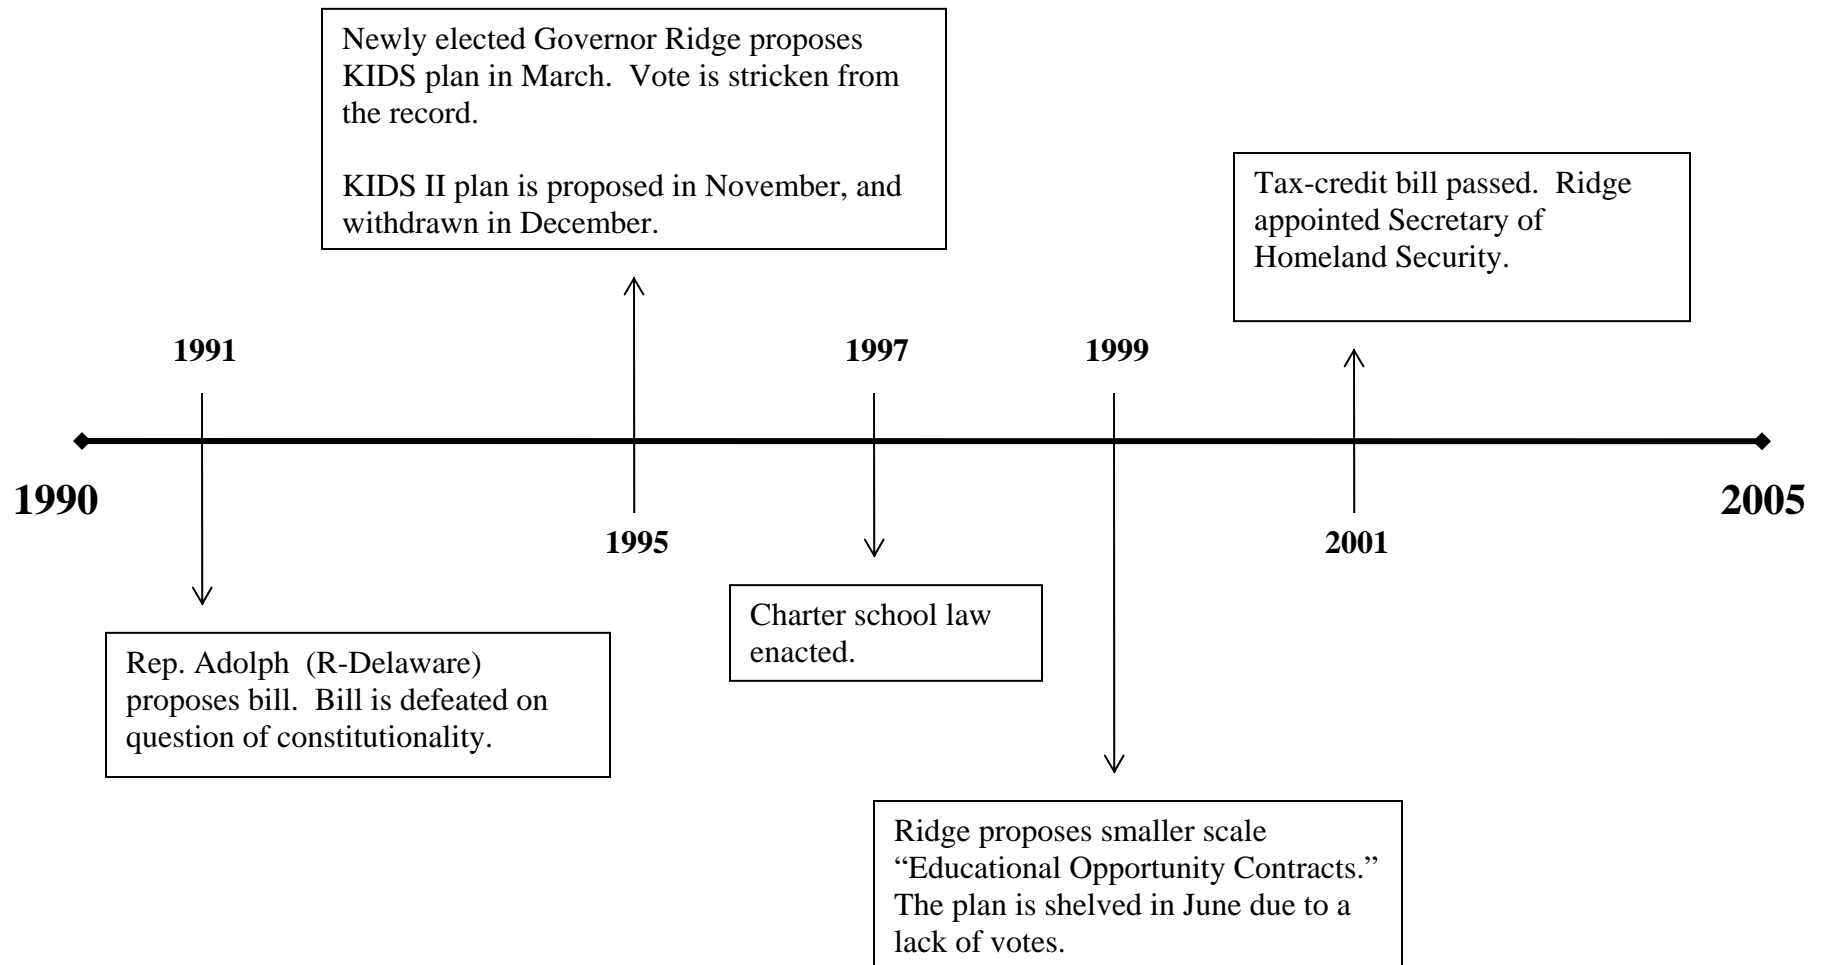 Newly elected Governor Ridge proposes
KIDS plan in March.  Vote is stricken from
the record.
KIDS II plan is proposed in November, and
withdrawn in December.
Tax-credit bill passed.  Ridge
appointed Secretary of
Homeland Security.
1991
1997
1999
1990
2005
1995
2001
Charter school law
enacted.
Rep. Adolph  (R-Delaware)
proposes bill.  Bill is defeated on
question of constitutionality.
Ridge proposes smaller scale
“Educational Opportunity Contracts.”
The plan is shelved in June due to a
lack of votes.